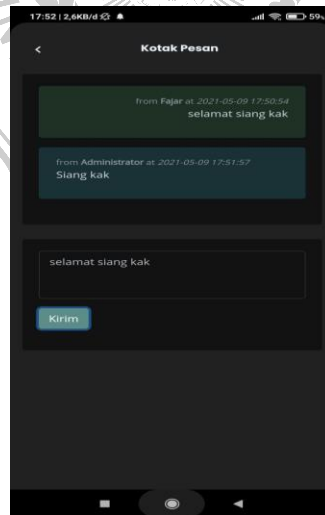 17:52 | 2,6KB/d
59%
Kotak Pesan
from Fajar at 2021-05-09 17:50:54
selamat siang kak
from Administrator at 2021-05-09 17:51:57
Siang kak
selamat siang kak
Kirim